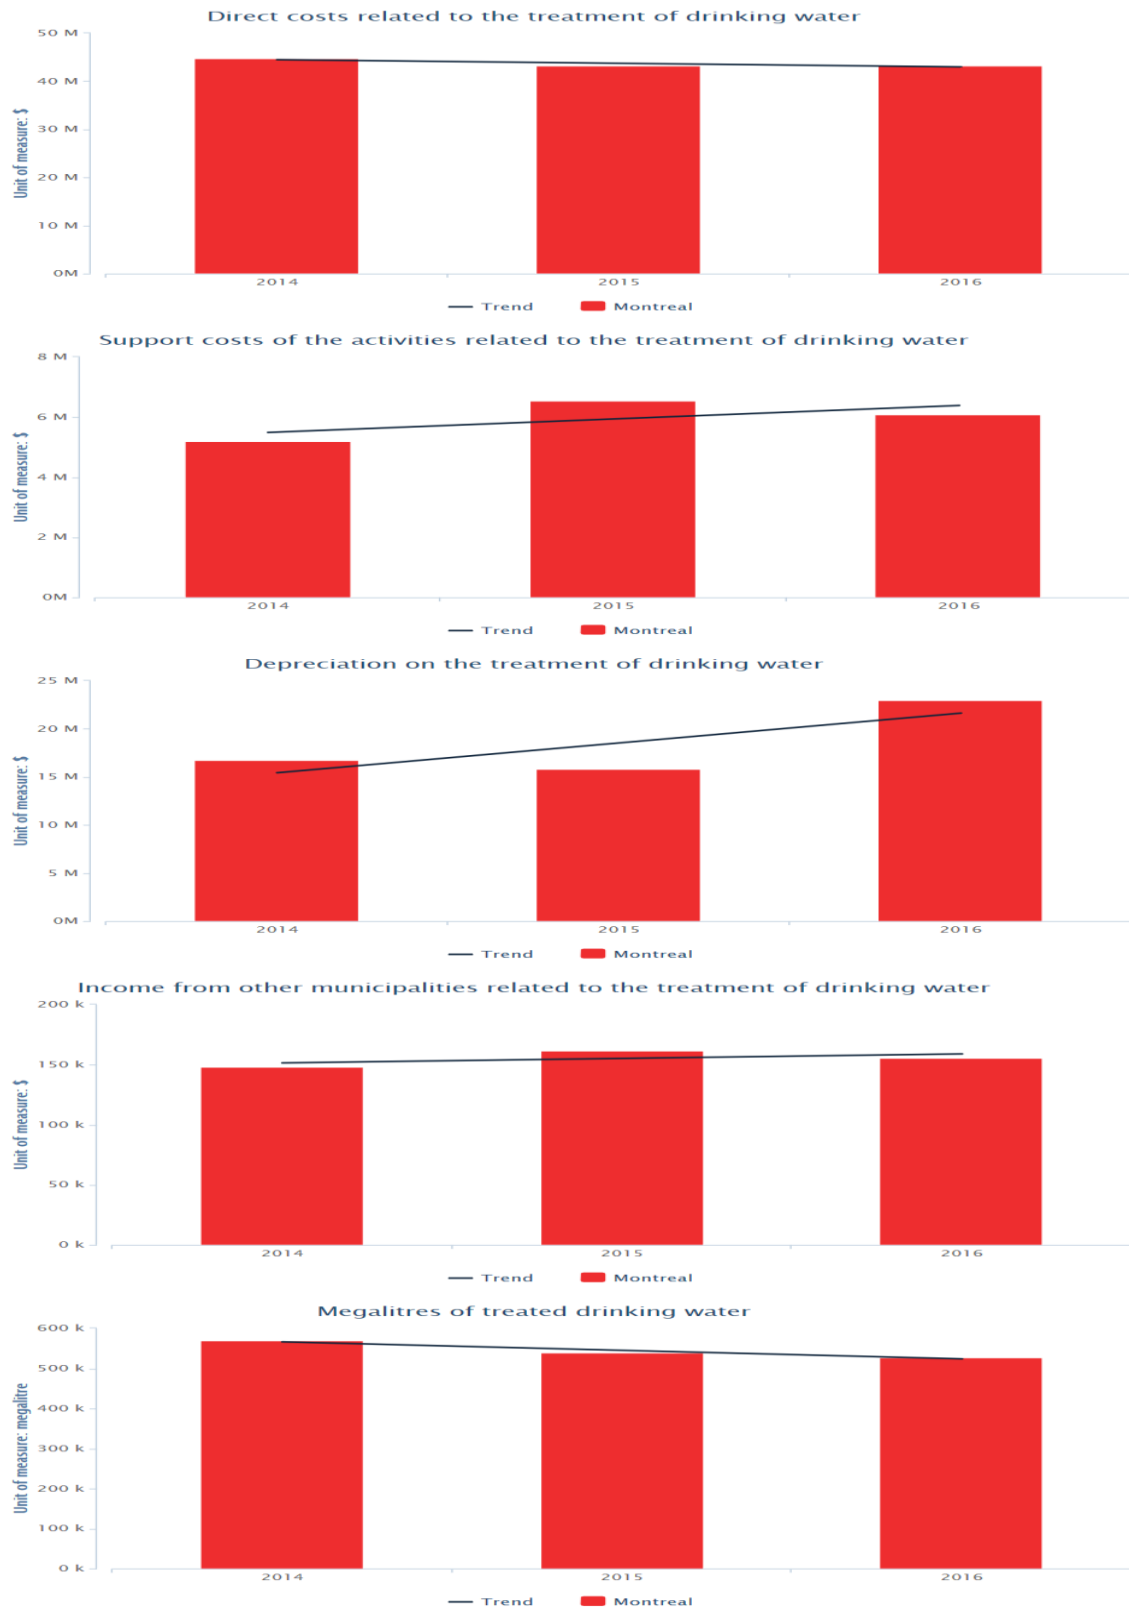 Direct costs related to the treatment of drinking water
50 M
40 M
30 M
20 M
10 M
0M
Unit of measure: $
2014 2015 2016
Trend Montreal
Support costs of the activities related to the treatment of drinking water
8 M
6 M
4 M
2 M
0M
Unit of measure: $
2014 2015 2016
Trend Montreal
Depreciation on the treatment of drinking water
25 M
20 M
15 M
10 M
5 M
0M
Unit of measure: $
2014 2015 2016
Trend Montreal
Income from other municipalities related to the treatment of drinking water
200 k
150 k
100 k
50 k
0 k
Unit of measure: $
2014 2015 2016
Trend Montreal
Megalitres of treated drinking water
600 k
500 k
400 k
300 k
200 k
100 k
0 k
Unit of measure: megalitre
2014 2015 2016
Trend Montreal